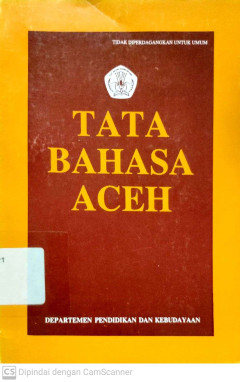 TIDAK DIPERDAGANGKAN UNTUK UMUM
TATA
BAHASA
ACEH
DEPARTEMEN PENDIDIKAN DAN KEBUDAYAAN
CS Dipindai dengan CamScanner